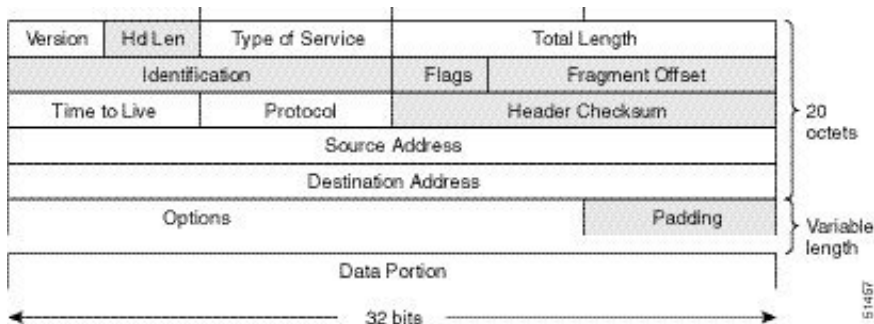 Version Hd Len Type of Service Total Length
Identification Flags Fragment Offset
Time to Live Protocol Header Checksum
20
octets
Source Address
Destination Address
Options Padding
Variable
length
Data Portion
32 bits
51457